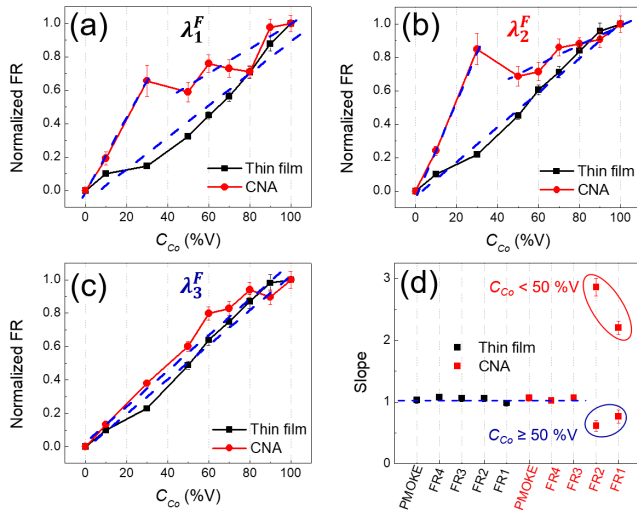 (a)
λ₁ᶠ
Normalized FR
1.0
0.8
0.6
0.4
0.2
0.0
Thin film
CNA
0 20 40 60 80 100
C_Co (%V)
(b)
λ₂ᶠ
Normalized FR
1.0
0.8
0.6
0.4
0.2
0.0
Thin film
CNA
0 20 40 60 80 100
C_Co (%V)
(c)
λ₃ᶠ
Normalized FR
1.0
0.8
0.6
0.4
0.2
0.0
Thin film
CNA
0 20 40 60 80 100
C_Co (%V)
(d)
Slope
3
2
1
0
C_Co < 50 %V
Thin film
CNA
C_Co ≥ 50 %V
PMOKE FR4 FR3 FR2 FR1 PMOKE FR4 FR3 FR2 FR1